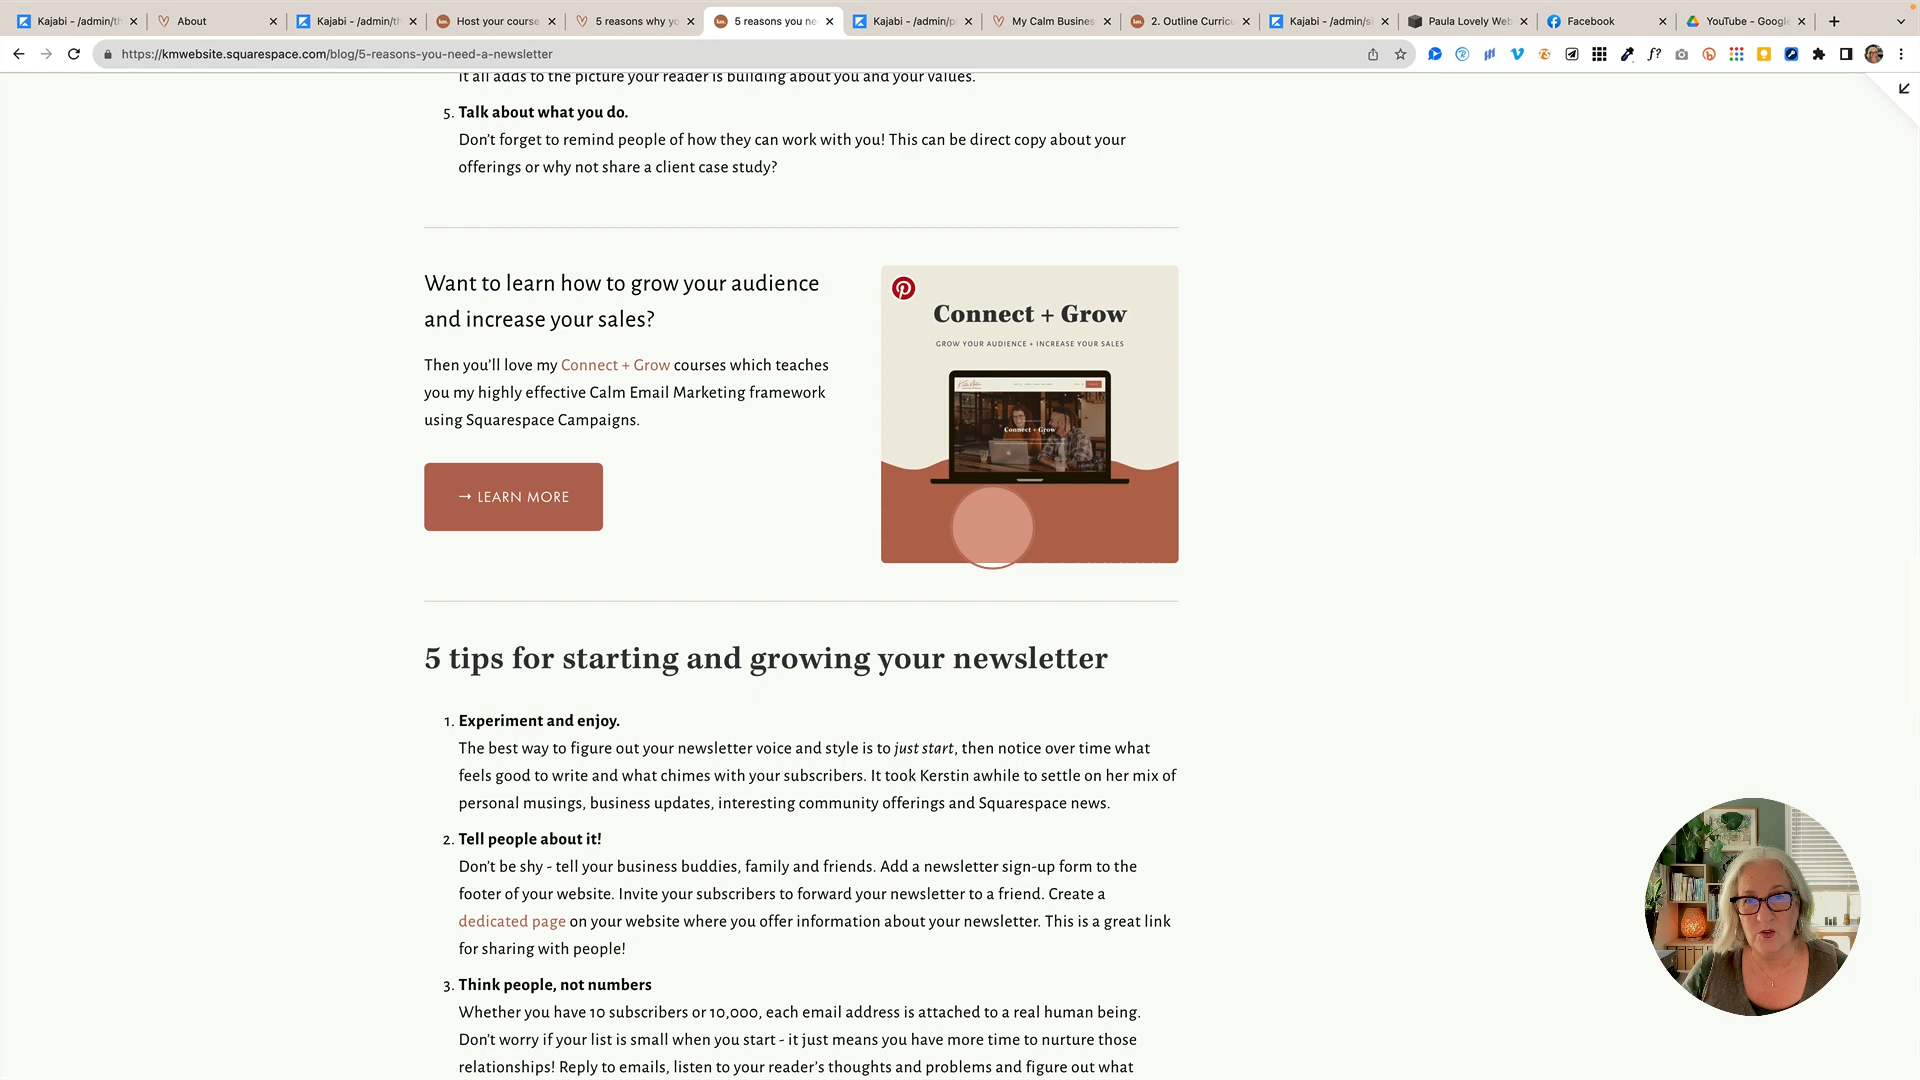 Kajabi - /admin/th
About
Kajabi - /admin/th
Host your course
5 reasons why yo
5 reasons you ne
Kajabi - /admin/p
My Calm Busines
2. Outline Curricu
Kajabi - /admin/si
Paula Lovely Web
Facebook
YouTube - Google
https://kmwebsite.squarespace.com/blog/5-reasons-you-need-a-newsletter
it all adds to the picture your reader is building about you and your values.
5. Talk about what you do.
Don't forget to remind people of how they can work with you! This can be direct copy about your
offerings or why not share a client case study?
Want to learn how to grow your audience
and increase your sales?
Then you'll love my Connect + Grow courses which teaches
you my highly effective Calm Email Marketing framework
using Squarespace Campaigns.
→ LEARN MORE
Connect + Grow
GROW YOUR AUDIENCE + INCREASE YOUR SALES
Connect + Grow
5 tips for starting and growing your newsletter
1. Experiment and enjoy.
The best way to figure out your newsletter voice and style is to just start, then notice over time what
feels good to write and what chimes with your subscribers. It took Kerstin awhile to settle on her mix of
personal musings, business updates, interesting community offerings and Squarespace news.
2. Tell people about it!
Don't be shy - tell your business buddies, family and friends. Add a newsletter sign-up form to the
footer of your website. Invite your subscribers to forward your newsletter to a friend. Create a
dedicated page on your website where you offer information about your newsletter. This is a great link
for sharing with people!
3. Think people, not numbers
Whether you have 10 subscribers or 10,000, each email address is attached to a real human being.
Don't worry if your list is small when you start - it just means you have more time to nurture those
relationships! Reply to emails, listen to your reader's thoughts and problems and figure out what